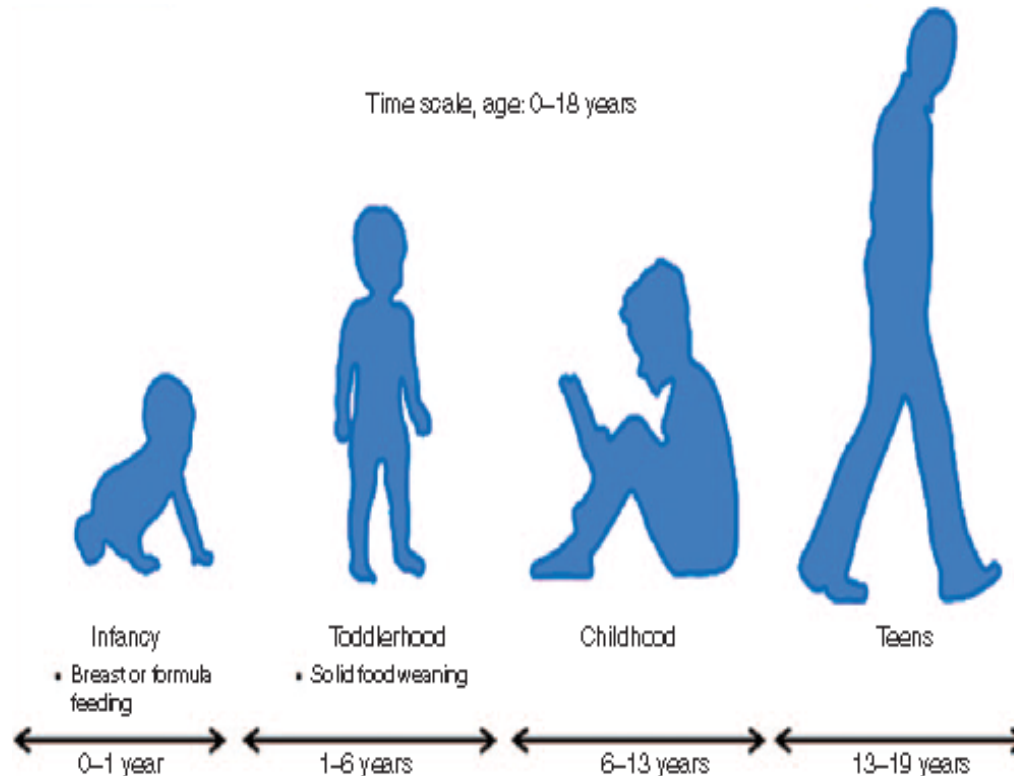 Time scale, age: 0–18 years
Infancy
▪ Breast or formula
feeding
Toddlerhood
▪ Solid food weaning
Childhood
Teens
0–1 year
1–6 years
6–13 years
13–19 years